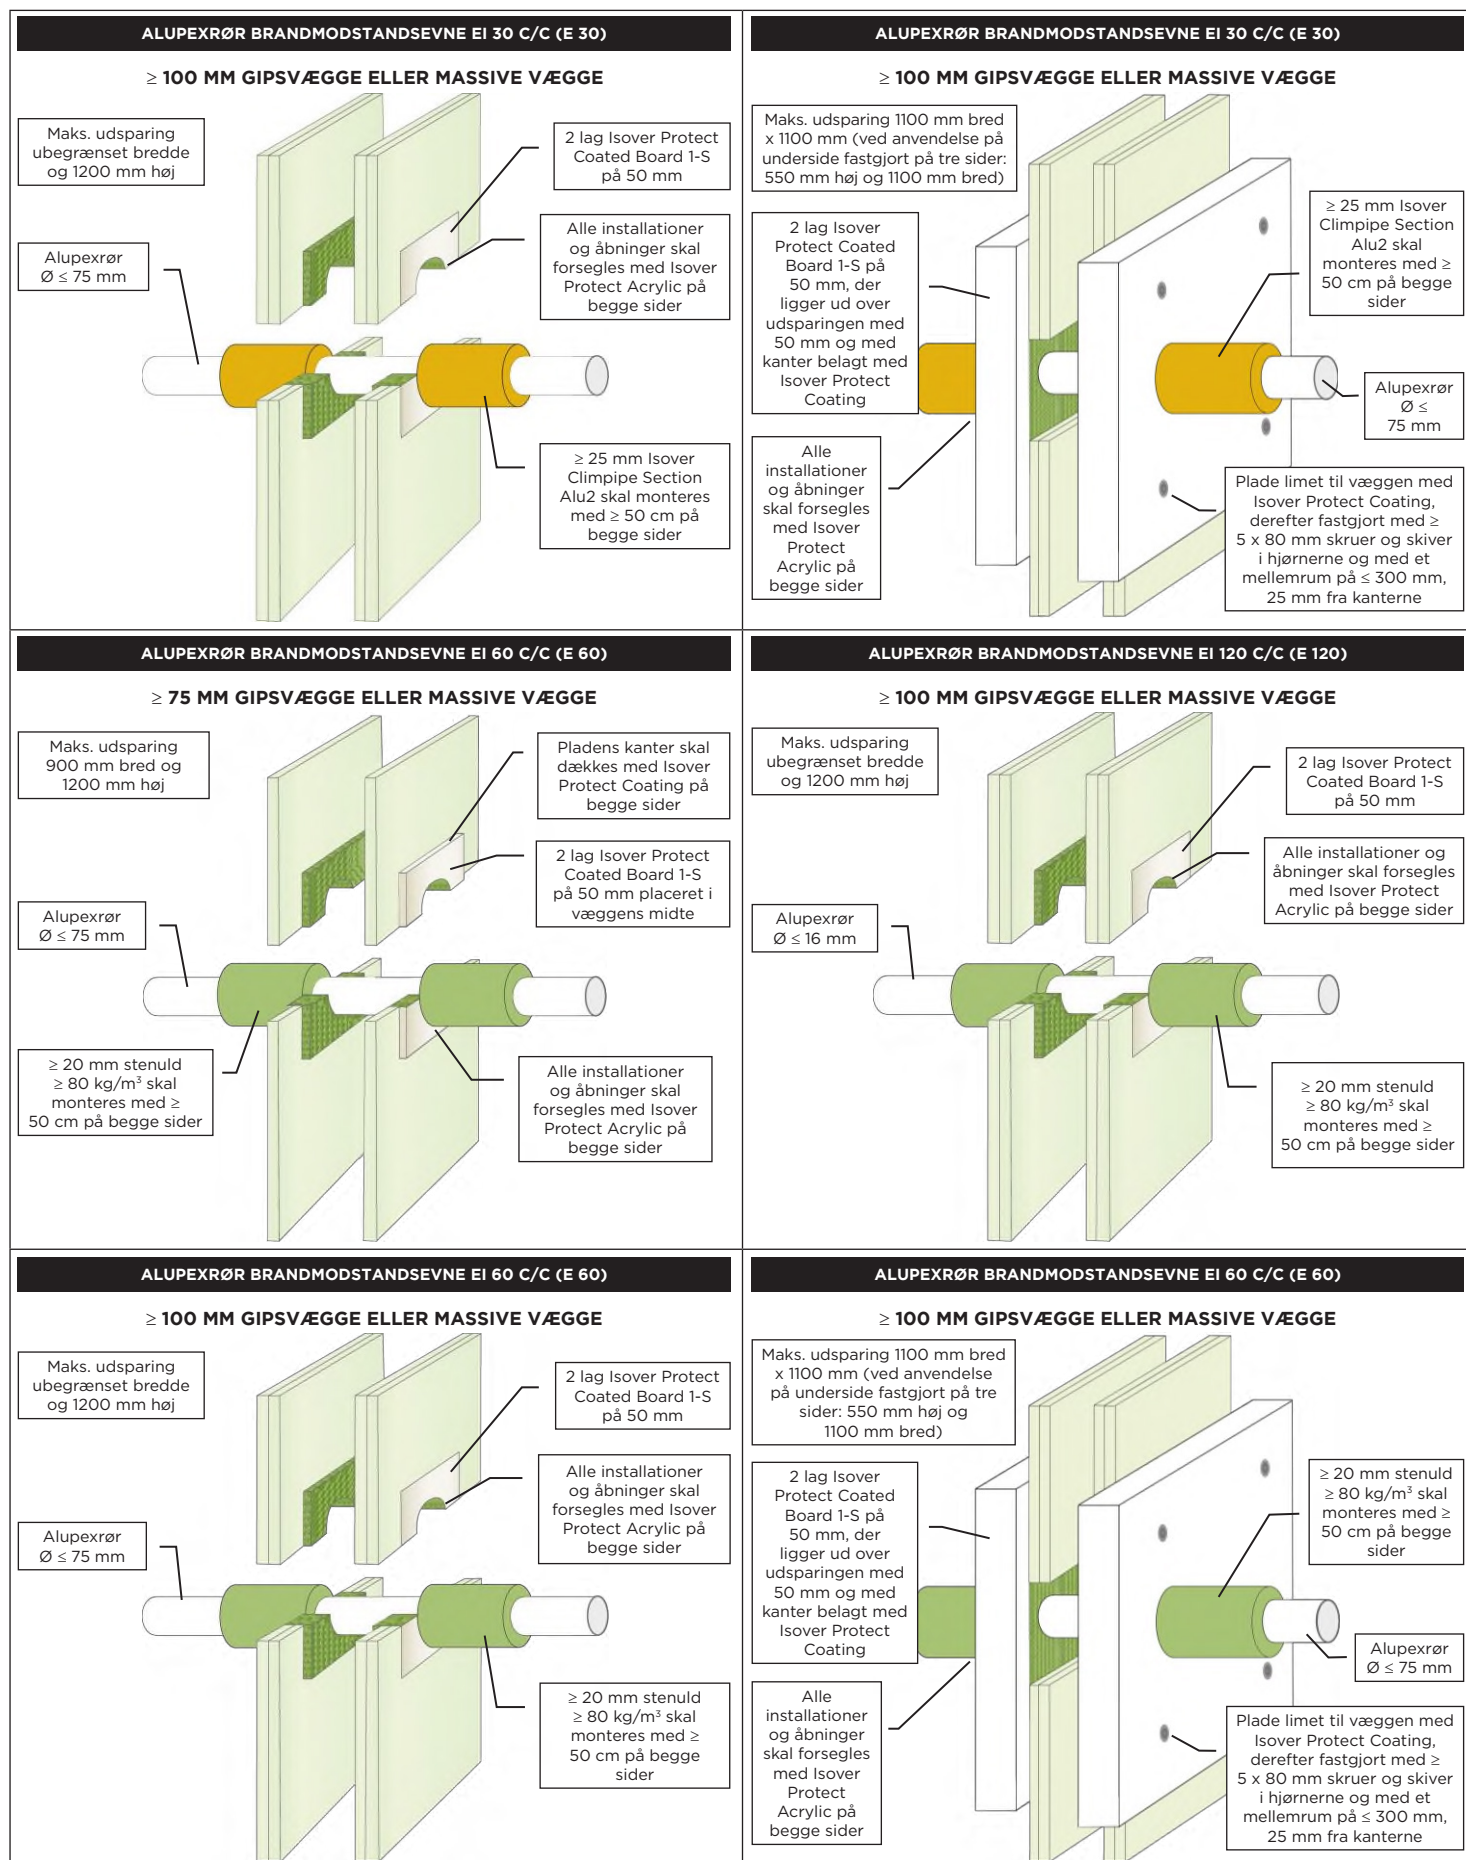 ALUPEXRØR BRANDMODSTANDSEVNE EI 30 C/C (E 30)
≥ 100 MM GIPSVÆGGE ELLER MASSIVE VÆGGE
Maks. udsparing
ubegrænset bredde
og 1200 mm høj
2 lag Isover Protect
Coated Board 1-S
på 50 mm
Alle installationer
og åbninger skal
forsegles med Isover
Protect Acrylic på
begge sider
Alupexrør
Ø ≤ 75 mm
≥ 25 mm Isover
Climpipe Section
Alu2 skal monteres
med ≥ 50 cm på
begge sider
ALUPEXRØR BRANDMODSTANDSEVNE EI 30 C/C (E 30)
≥ 100 MM GIPSVÆGGE ELLER MASSIVE VÆGGE
Maks. udsparing 1100 mm bred
x 1100 mm (ved anvendelse på
underside fastgjort på tre sider:
550 mm høj og 1100 mm bred)
2 lag Isover
Protect Coated
Board 1-S på
50 mm, der
ligger ud over
udsparingen med
50 mm og med
kanter belagt med
Isover Protect
Coating
≥ 25 mm Isover
Climpipe Section
Alu2 skal
monteres med ≥
50 cm på begge
sider
Alupexrør
Ø ≤
75 mm
Alle
installationer
og åbninger
skal forsegles
med Isover
Protect
Acrylic på
begge sider
Plade limet til væggen med
Isover Protect Coating,
derefter fastgjort med ≥
5 x 80 mm skruer og skiver
i hjørnerne og med et
mellemrum på ≤ 300 mm,
25 mm fra kanterne
ALUPEXRØR BRANDMODSTANDSEVNE EI 60 C/C (E 60)
≥ 75 MM GIPSVÆGGE ELLER MASSIVE VÆGGE
Maks. udsparing
900 mm bred og
1200 mm høj
Pladens kanter skal
dækkes med Isover
Protect Coating på
begge sider
2 lag Isover Protect
Coated Board 1-S
på 50 mm placeret i
væggens midte
Alupexrør
Ø ≤ 75 mm
≥ 20 mm stenuld
≥ 80 kg/m³ skal
monteres med ≥
50 cm på begge sider
Alle installationer
og åbninger skal
forsegles med Isover
Protect Acrylic på
begge sider
ALUPEXRØR BRANDMODSTANDSEVNE EI 120 C/C (E 120)
≥ 100 MM GIPSVÆGGE ELLER MASSIVE VÆGGE
Maks. udsparing
ubegrænset bredde
og 1200 mm høj
2 lag Isover Protect
Coated Board 1-S
på 50 mm
Alle installationer og
åbninger skal forsegles
med Isover Protect
Acrylic på begge sider
Alupexrør
Ø ≤ 16 mm
≥ 20 mm stenuld
≥ 80 kg/m³ skal
monteres med ≥
50 cm på begge sider
ALUPEXRØR BRANDMODSTANDSEVNE EI 60 C/C (E 60)
≥ 100 MM GIPSVÆGGE ELLER MASSIVE VÆGGE
Maks. udsparing
ubegrænset bredde
og 1200 mm høj
2 lag Isover Protect
Coated Board 1-S
på 50 mm
Alle installationer
og åbninger skal
forsegles med Isover
Protect Acrylic på
begge sider
Alupexrør
Ø ≤ 75 mm
≥ 20 mm stenuld
≥ 80 kg/m³ skal
monteres med ≥
50 cm på begge
sider
ALUPEXRØR BRANDMODSTANDSEVNE EI 60 C/C (E 60)
≥ 100 MM GIPSVÆGGE ELLER MASSIVE VÆGGE
Maks. udsparing 1100 mm bred
x 1100 mm (ved anvendelse
på underside fastgjort på tre
sider: 550 mm høj og
1100 mm bred)
2 lag Isover
Protect Coated
Board 1-S på
50 mm, der
ligger ud over
udsparingen med
50 mm og med
kanter belagt med
Isover Protect
Coating
≥ 20 mm stenuld
≥ 80 kg/m³ skal
monteres med ≥
50 cm på begge
sider
Alupexrør
Ø ≤ 75 mm
Alle
installationer
og åbninger
skal forsegles
med Isover
Protect
Acrylic på
begge sider
Plade limet til væggen med
Isover Protect Coating,
derefter fastgjort med ≥
5 x 80 mm skruer og skiver
i hjørnerne og med et
mellemrum på ≤ 300 mm,
25 mm fra kanterne